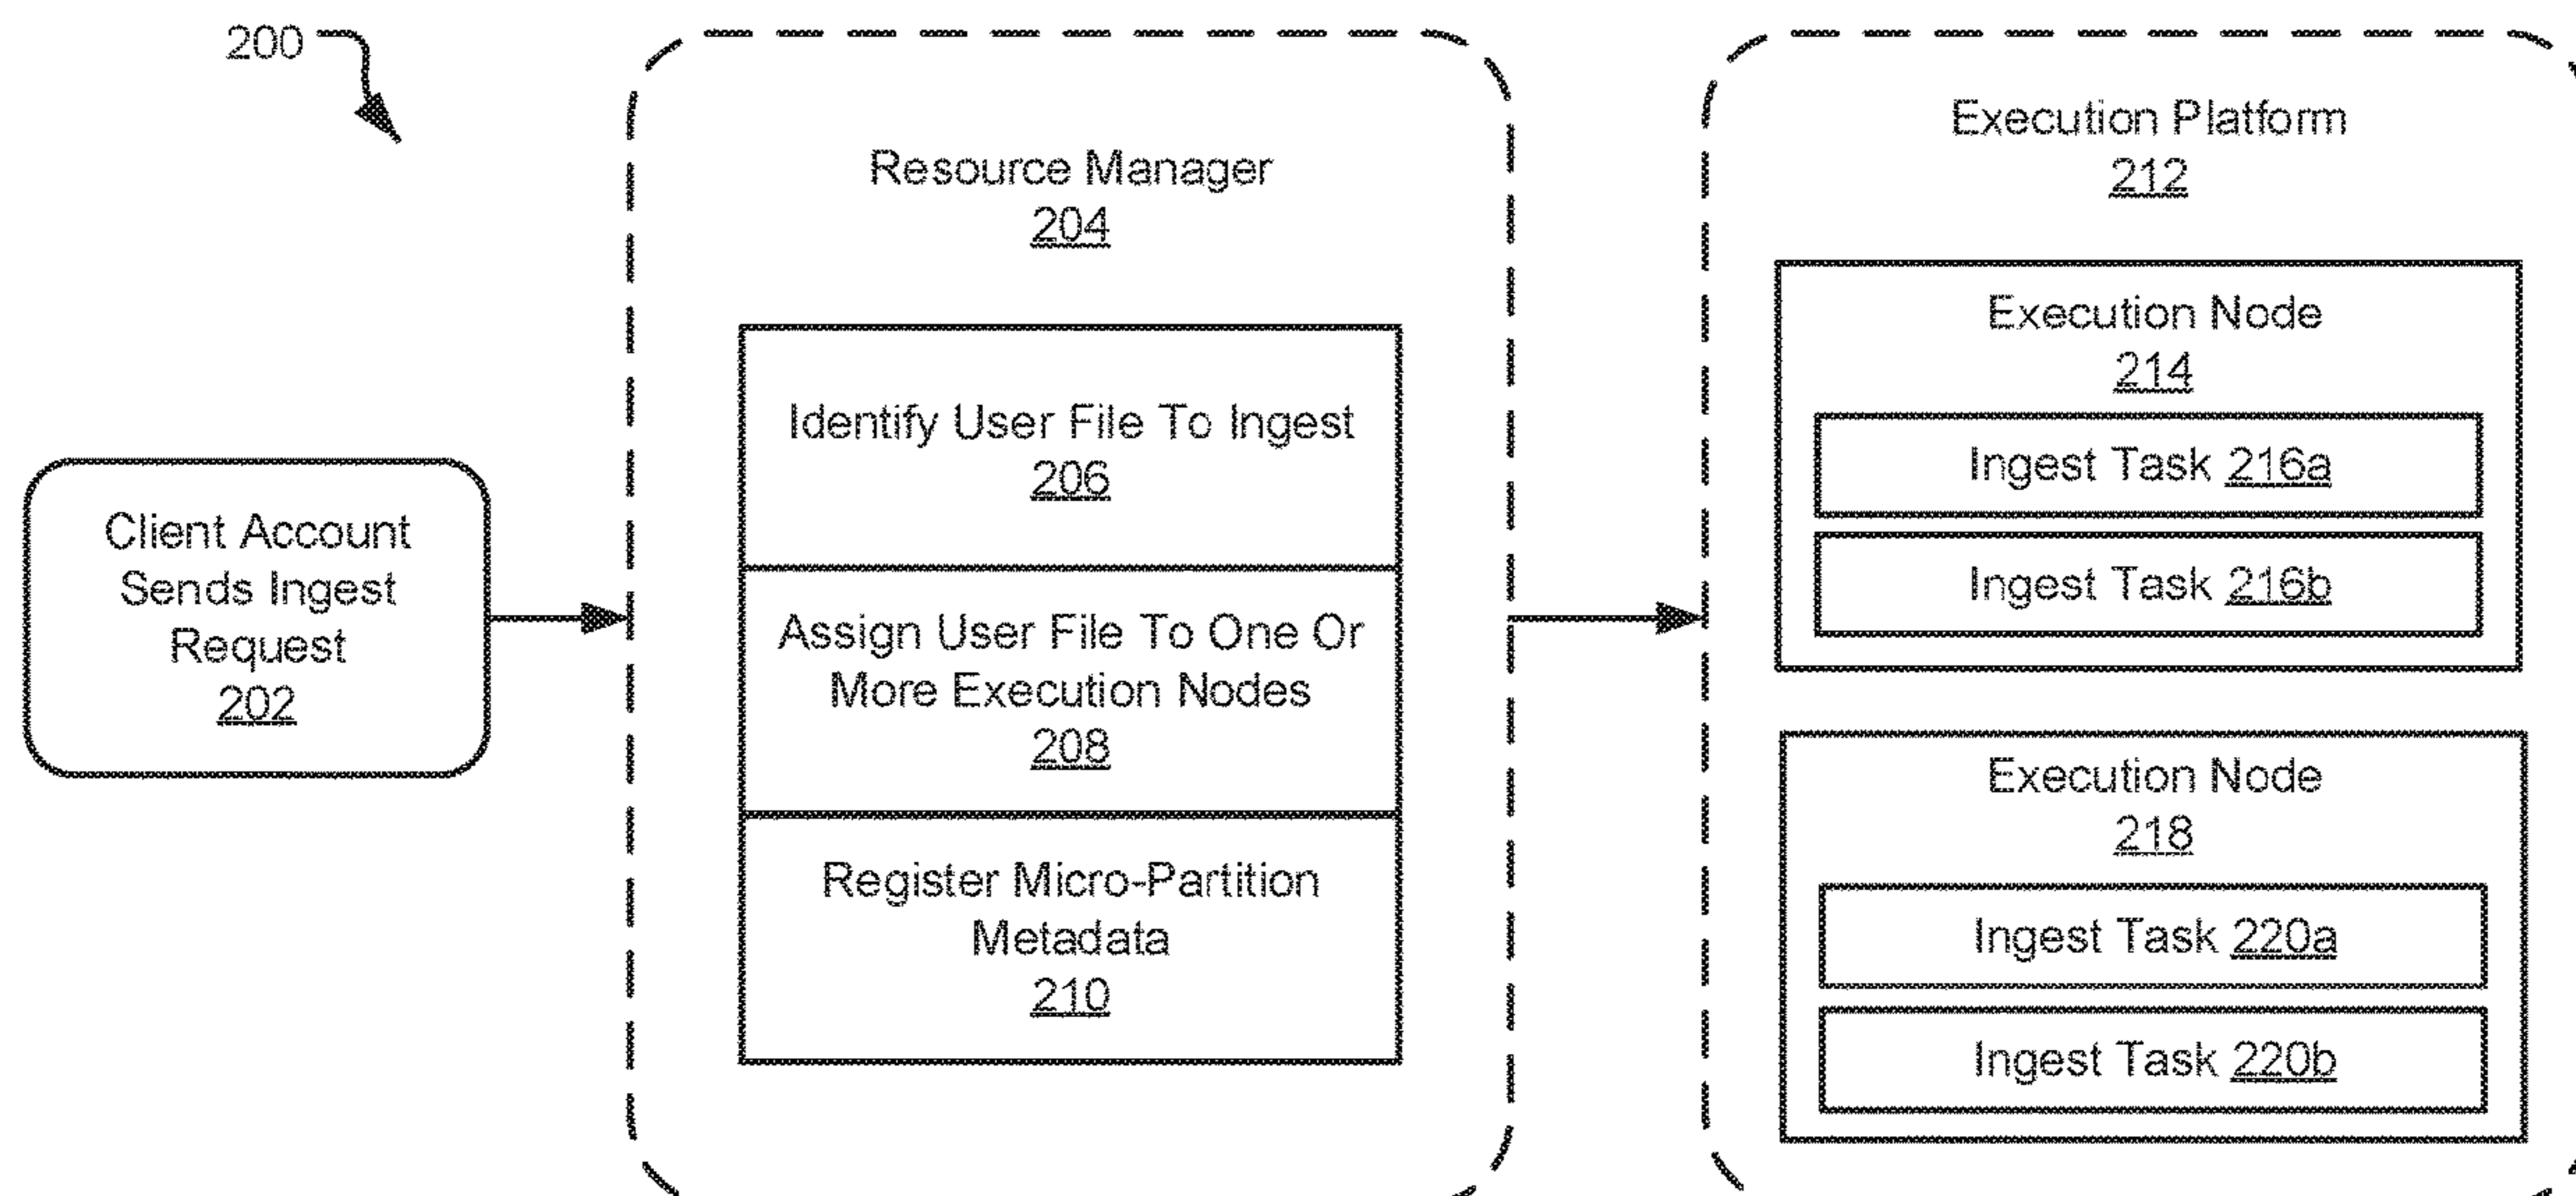 200
Client Account
Sends Ingest
Request
202
Resource Manager
204
Identify User File To Ingest
206
Assign User File To One Or
More Execution Nodes
208
Register Micro-Partition
Metadata
210
Execution Platform
212
Execution Node
214
Ingest Task 216a
Ingest Task 216b
Execution Node
218
Ingest Task 220a
Ingest Task 220b